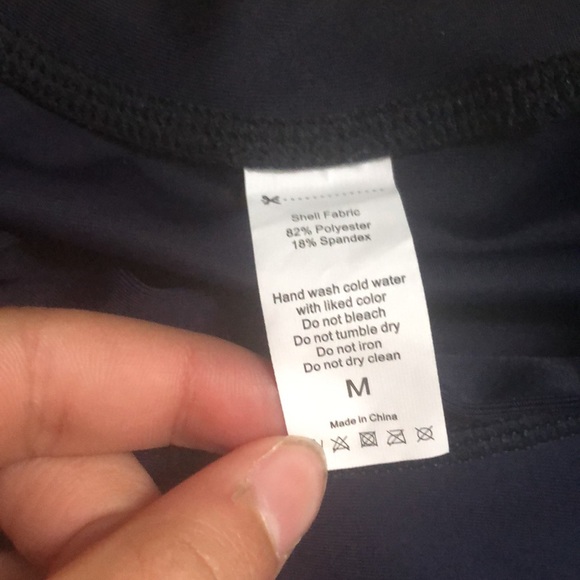 Shell Fabric
82% Polyester
18% Spandex
Hand wash cold water
with liked color
Do not bleach
Do not tumble dry
Do not iron
Do not dry clean
M
Made in China